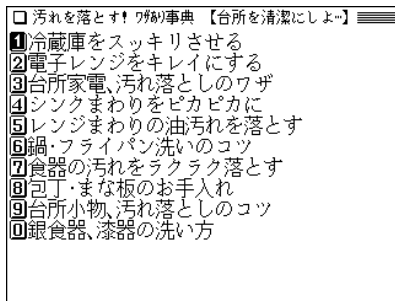 □ 汚れを落とす! ワザあり事典 【台所を清潔にしよ…】
1冷蔵庫をスッキリさせる
2電子レンジをキレイにする
3台所家電、汚れ落としのワザ
4シンクまわりをピカピカに
5レンジまわりの油汚れを落とす
6鍋・フライパン洗いのコツ
7食器の汚れをラクラク落とす
8包丁・まな板のお手入れ
9台所小物、汚れ落としのコツ
0銀食器、漆器の洗い方